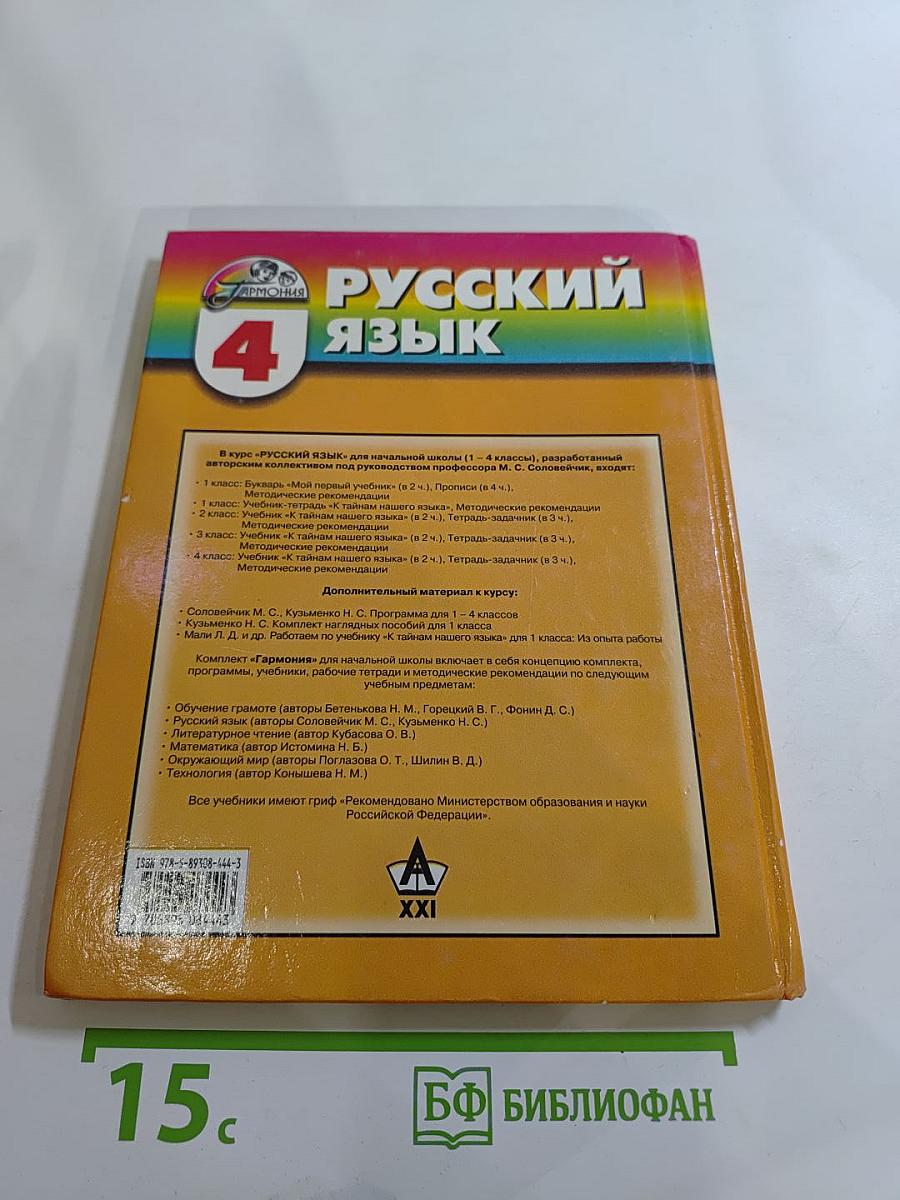 ГАРМОНИЯ
4
РУССКИЙ
ЯЗЫК
В курс «РУССКИЙ ЯЗЫК» для начальной школы (1 – 4 классы), разработанный
авторским коллективом под руководством профессора М. С. Соловейчик, входят:
• 1 класс: Букварь «Мой первый учебник» (в 2 ч.), Прописи (в 4 ч.),
Методические рекомендации
• 1 класс: Учебник-тетрадь «К тайнам нашего языка», Методические рекомендации
• 2 класс: Учебник «К тайнам нашего языка» (в 2 ч.), Тетрадь-задачник (в 3 ч.),
Методические рекомендации
• 3 класс: Учебник «К тайнам нашего языка» (в 2 ч.), Тетрадь-задачник (в 3 ч.),
Методические рекомендации
• 4 класс: Учебник «К тайнам нашего языка» (в 2 ч.), Тетрадь-задачник (в 3 ч.),
Методические рекомендации
Дополнительный материал к курсу:
• Соловейчик М. С., Кузьменко Н. С. Программа для 1 – 4 классов
• Кузьменко Н. С. Комплект наглядных пособий для 1 класса
• Мали Л. Д. и др. Работаем по учебнику «К тайнам нашего языка» для 1 класса: Из опыта работы
Комплект «Гармония» для начальной школы включает в себя концепцию комплекта,
программы, учебники, рабочие тетради и методические рекомендации по следующим
учебным предметам:
• Обучение грамоте (авторы Бетенькова Н. М., Горецкий В. Г., Фонин Д. С.)
• Русский язык (авторы Соловейчик М. С., Кузьменко Н. С.)
• Литературное чтение (автор Кубасова О. В.)
• Математика (автор Истомина Н. Б.)
• Окружающий мир (авторы Поглазова О. Т., Шилин В. Д.)
• Технология (автор Конышева Н. М.)
Все учебники имеют гриф «Рекомендовано Министерством образования и науки
Российской Федерации».
А
XXI
ISBN 978-5-89308-444-3
15 с
БФ БИБЛИОФАН